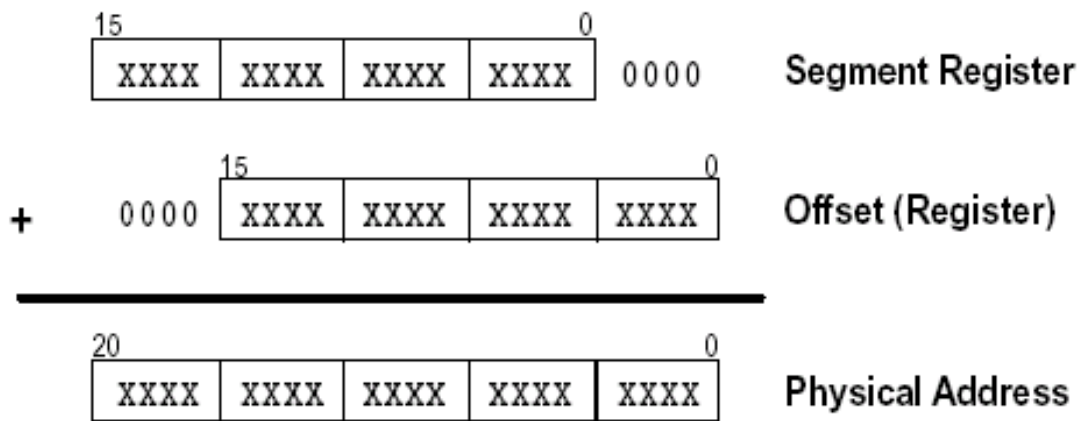 15 0
XXXX XXXX XXXX XXXX 0000 Segment Register
15 0
+ 0000 XXXX XXXX XXXX XXXX Offset (Register)
20 0
XXXX XXXX XXXX XXXX XXXX Physical Address